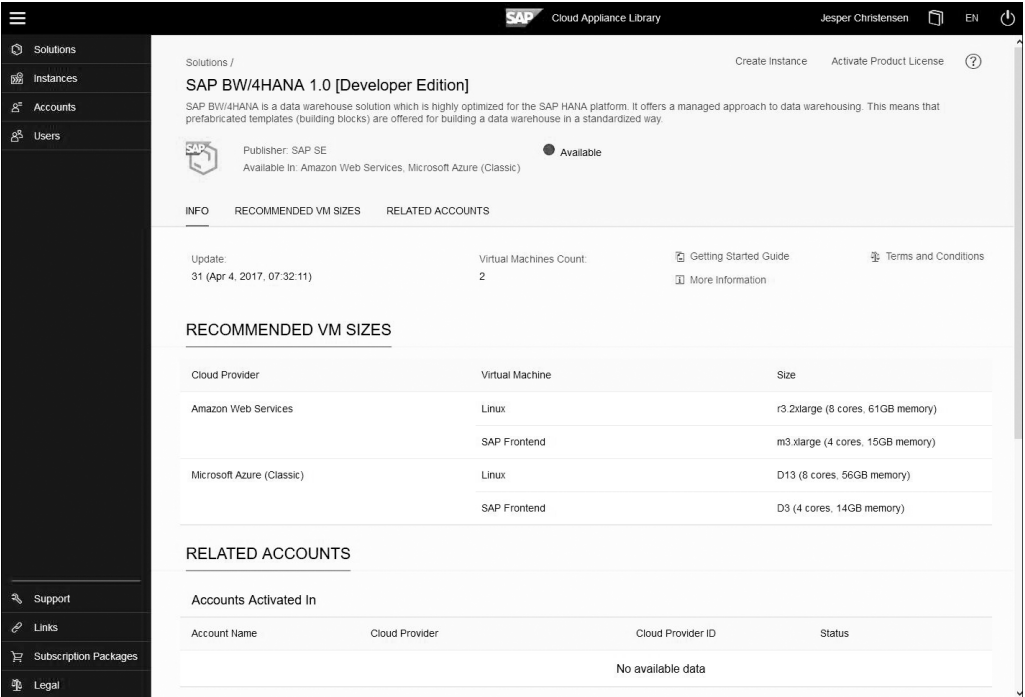 SAP Cloud Appliance Library
Jesper Christensen
EN
Solutions
Instances
Accounts
Users
Solutions /
Create Instance
Activate Product License
?
SAP BW/4HANA 1.0 [Developer Edition]
SAP BW/4HANA is a data warehouse solution which is highly optimized for the SAP HANA platform. It offers a managed approach to data warehousing. This means that
prefabricated templates (building blocks) are offered for building a data warehouse in a standardized way.
SAP
Publisher: SAP SE
Available In: Amazon Web Services, Microsoft Azure (Classic)
Available
INFO
RECOMMENDED VM SIZES
RELATED ACCOUNTS
Update:
31 (Apr 4, 2017, 07:32:11)
Virtual Machines Count:
2
Getting Started Guide
More Information
Terms and Conditions
RECOMMENDED VM SIZES
Cloud Provider Virtual Machine Size
Amazon Web Services Linux r3.2xlarge (8 cores, 61GB memory)
SAP Frontend m3.xlarge (4 cores, 15GB memory)
Microsoft Azure (Classic) Linux D13 (8 cores, 56GB memory)
SAP Frontend D3 (4 cores, 14GB memory)
RELATED ACCOUNTS
Accounts Activated In
Account Name Cloud Provider Cloud Provider ID Status
No available data
Support
Links
Subscription Packages
Legal